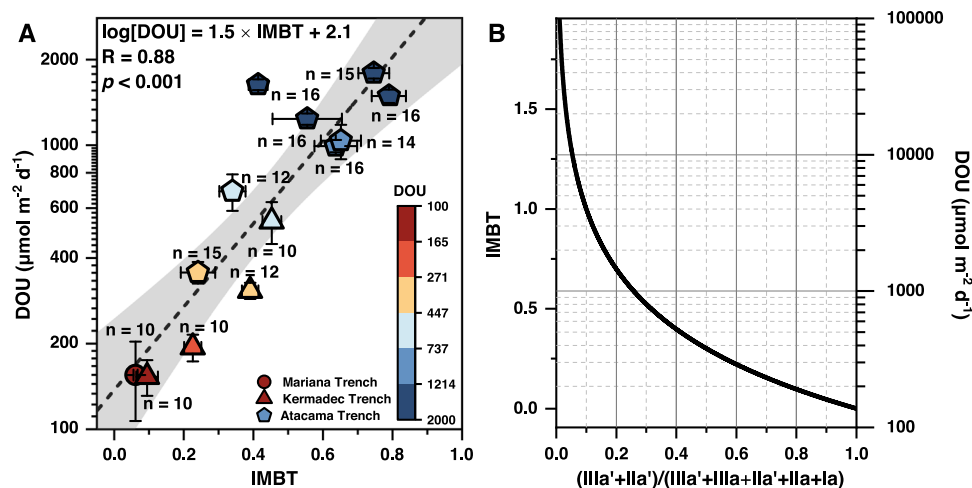 A
log[DOU] = 1.5 × IMBT + 2.1
R = 0.88
p < 0.001
n = 15
n = 16
n = 16
n = 16
n = 14
n = 16
n = 12
n = 10
n = 15
n = 12
n = 10
n = 10
n = 10
DOU
100
165
271
447
737
1214
2000
Mariana Trench
Kermadec Trench
Atacama Trench
2000
1000
800
600
400
200
100
DOU (μmol m⁻² d⁻¹)
0.0 0.2 0.4 0.6 0.8 1.0
IMBT
B
1.5
1.0
0.5
0.0
IMBT
100000
10000
1000
100
DOU (μmol m⁻² d⁻¹)
0.0 0.2 0.4 0.6 0.8 1.0
(IIIa'+IIa')/(IIIa'+IIIa+IIa'+IIa+Ia)